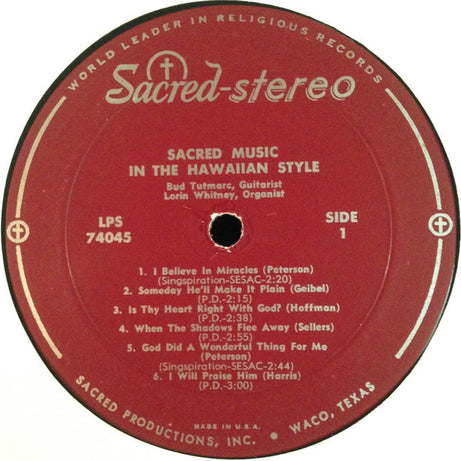 WORLD LEADER IN RELIGIOUS RECORDS
Sacred-stereo
SACRED MUSIC
IN THE HAWAIIAN STYLE
Bud Tutmarc, Guitarist
Lorin Whitney, Organist
LPS
74045
SIDE
1
1. I Believe In Miracles (Peterson)
(Singspiration-SESAC-2:20)
2. Someday He'll Make It Plain (Geibel)
(P.D.-2:15)
3. Is Thy Heart Right With God? (Hoffman)
(P.D.-2:38)
4. When The Shadows Flee Away (Sellers)
(P.D.-2:55)
5. God Did A Wonderful Thing For Me
(Peterson)
(Singspiration-SESAC-2:44)
6. I Will Praise Him (Harris)
(P.D.-3:00)
MADE IN U.S.A.
SACRED PRODUCTIONS, INC. • WACO, TEXAS